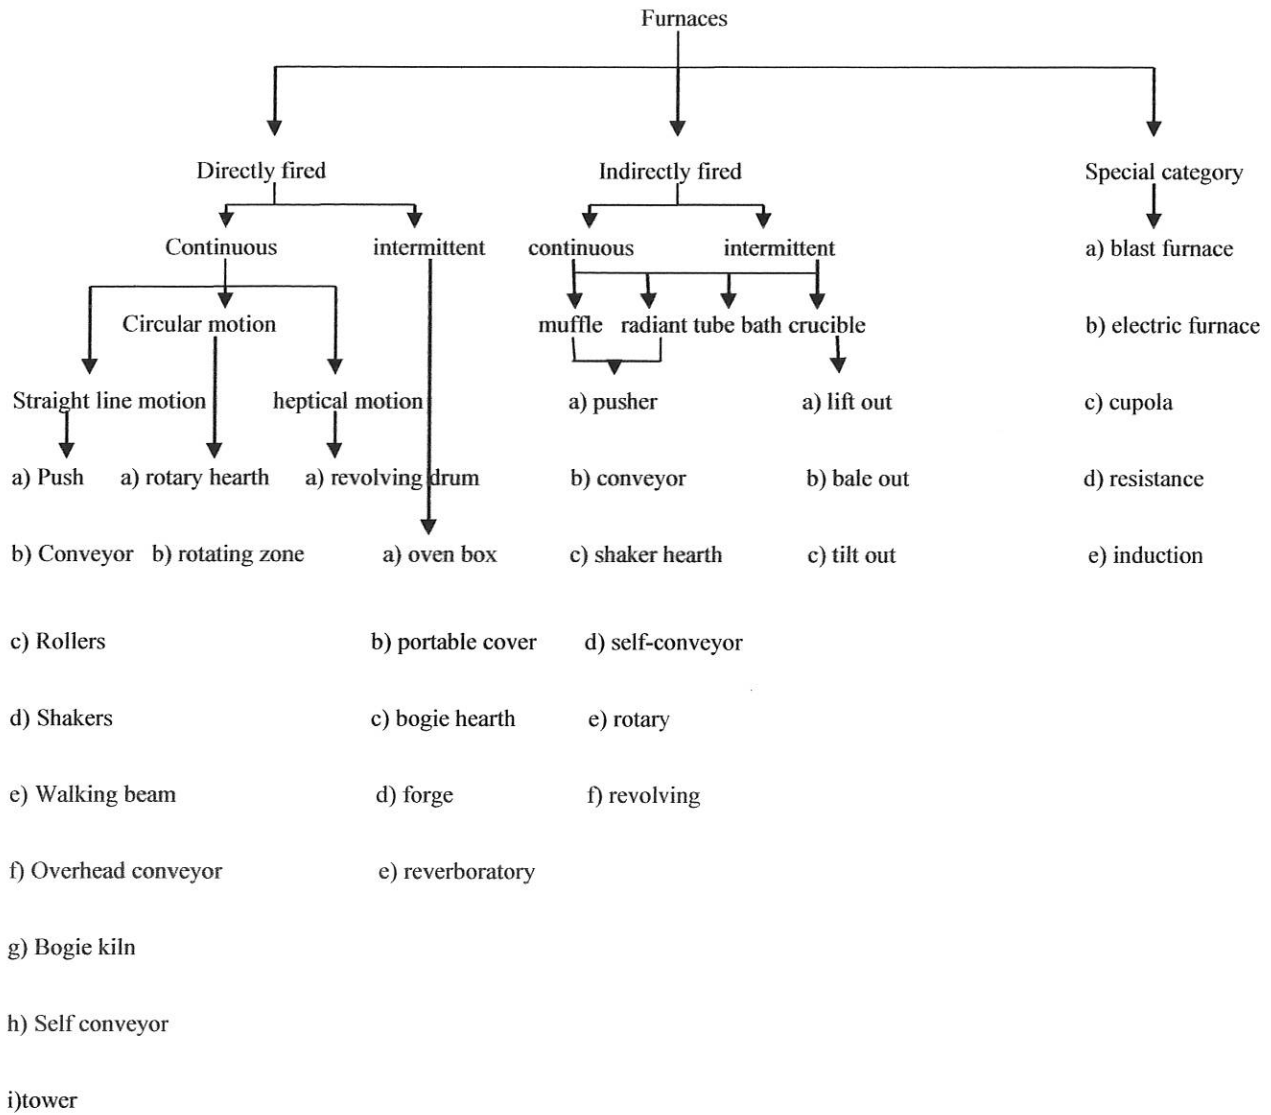 Furnaces
Directly fired Indirectly fired Special category
Continuous intermittent continuous intermittent a) blast furnace
Circular motion muffle radiant tube bath crucible b) electric furnace
Straight line motion heptical motion a) pusher a) lift out c) cupola
a) Push a) rotary hearth a) revolving drum b) conveyor b) bale out d) resistance
b) Conveyor b) rotating zone a) oven box c) shaker hearth c) tilt out e) induction
c) Rollers b) portable cover d) self-conveyor
d) Shakers c) bogie hearth e) rotary
e) Walking beam d) forge f) revolving
f) Overhead conveyor e) reverboratory
g) Bogie kiln
h) Self conveyor
i)tower